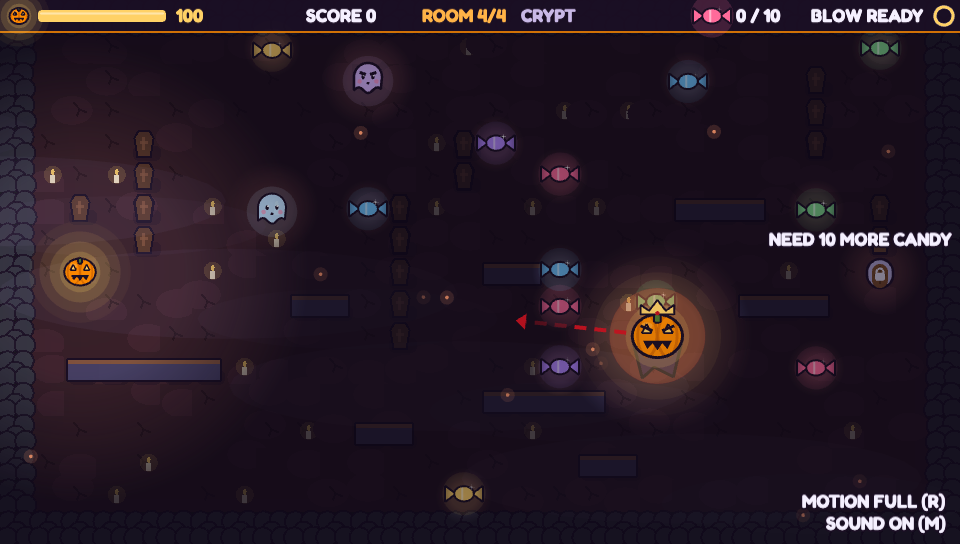 100 SCORE 0 ROOM 4/4 CRYPT 0 / 10 BLOW READY
NEED 10 MORE CANDY
MOTION FULL (R)
SOUND ON (M)